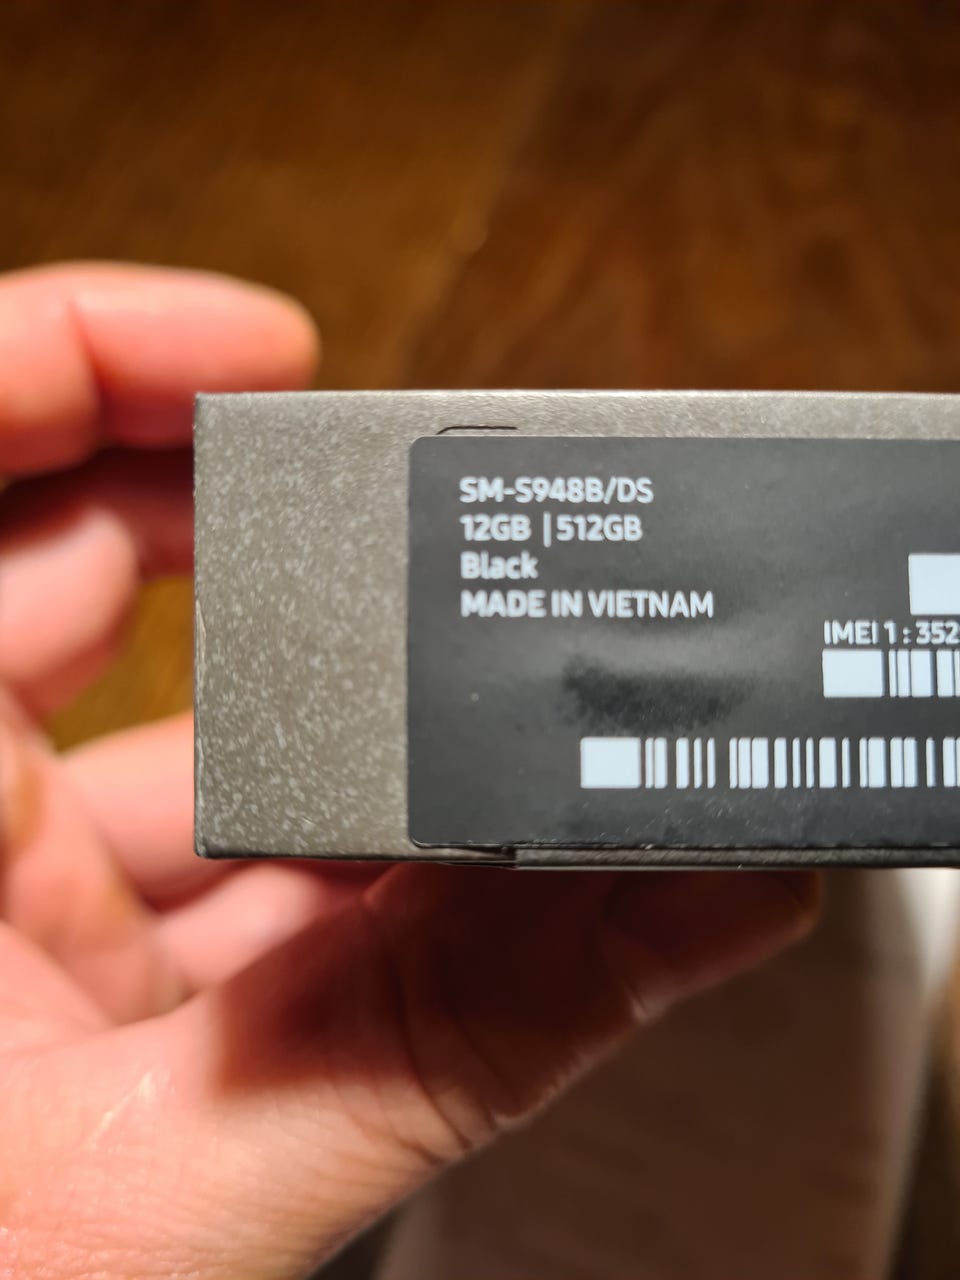 SM-S948B/DS
12GB | 512GB
Black
MADE IN VIETNAM
IMEI 1 : 352